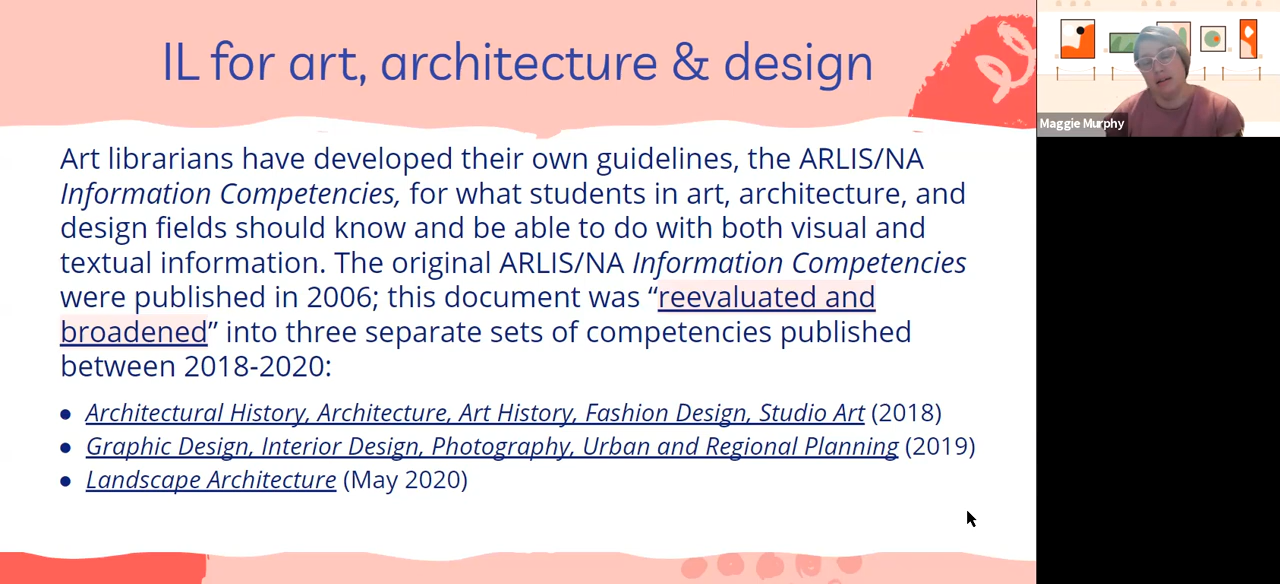 IL for art, architecture & design
Maggie Murphy
Art librarians have developed their own guidelines, the ARLIS/NA
Information Competencies, for what students in art, architecture, and
design fields should know and be able to do with both visual and
textual information. The original ARLIS/NA Information Competencies
were published in 2006; this document was “reevaluated and
broadened” into three separate sets of competencies published
between 2018-2020:
● Architectural History, Architecture, Art History, Fashion Design, Studio Art (2018)
● Graphic Design, Interior Design, Photography, Urban and Regional Planning (2019)
● Landscape Architecture (May 2020)